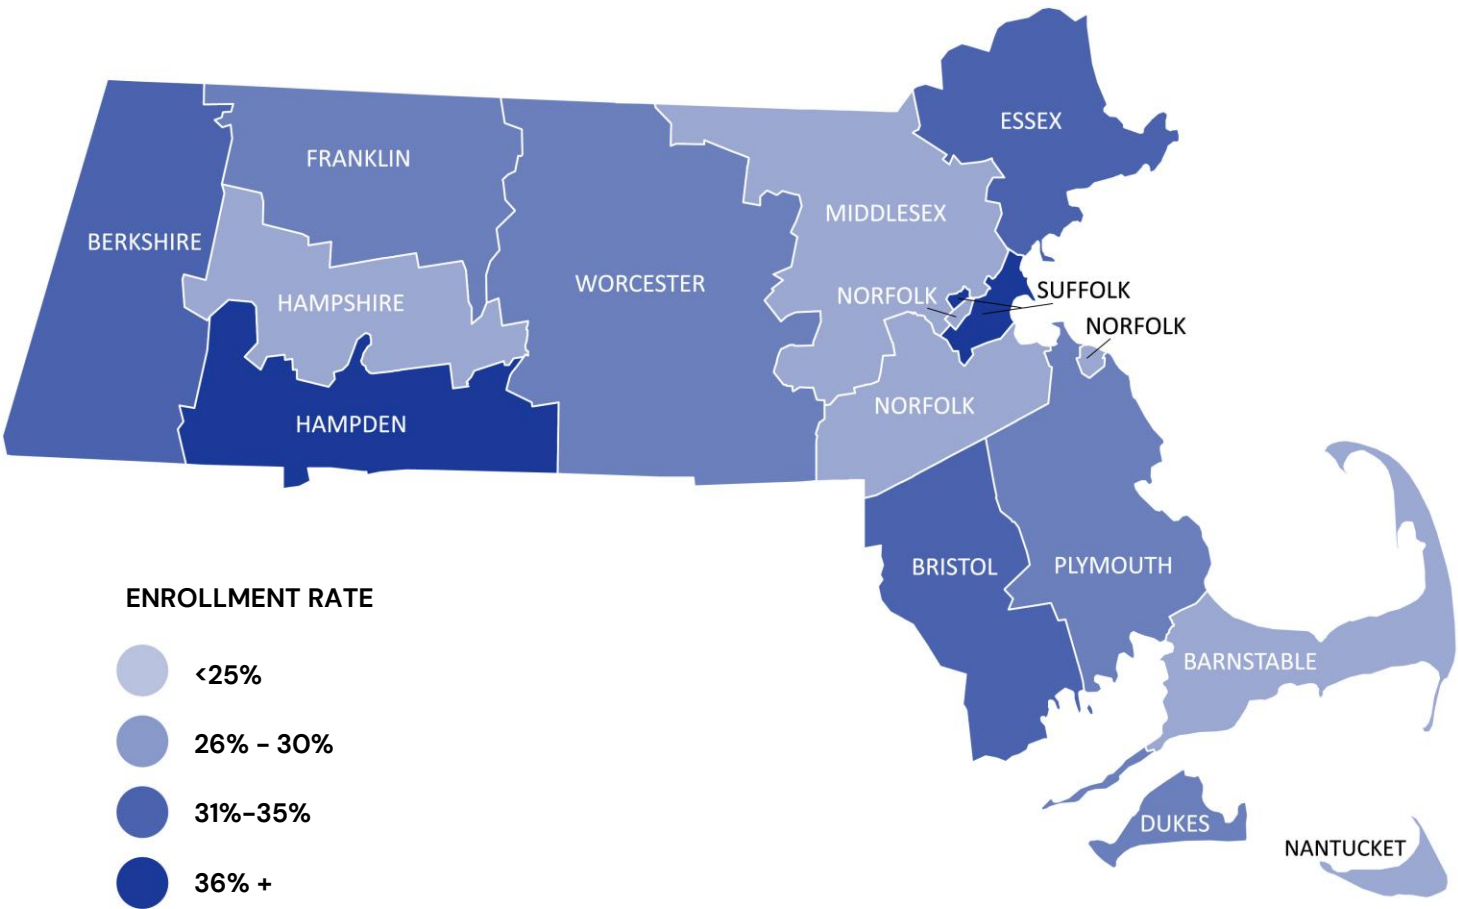 ESSEX
FRANKLIN
MIDDLESEX
BERKSHIRE
WORCESTER
SUFFOLK
NORFOLK
HAMPSHIRE
NORFOLK
NORFOLK
HAMPDEN
BRISTOL
PLYMOUTH
ENROLLMENT RATE
BARNSTABLE
<25%
26% - 30%
31%-35%
DUKES
NANTUCKET
36% +